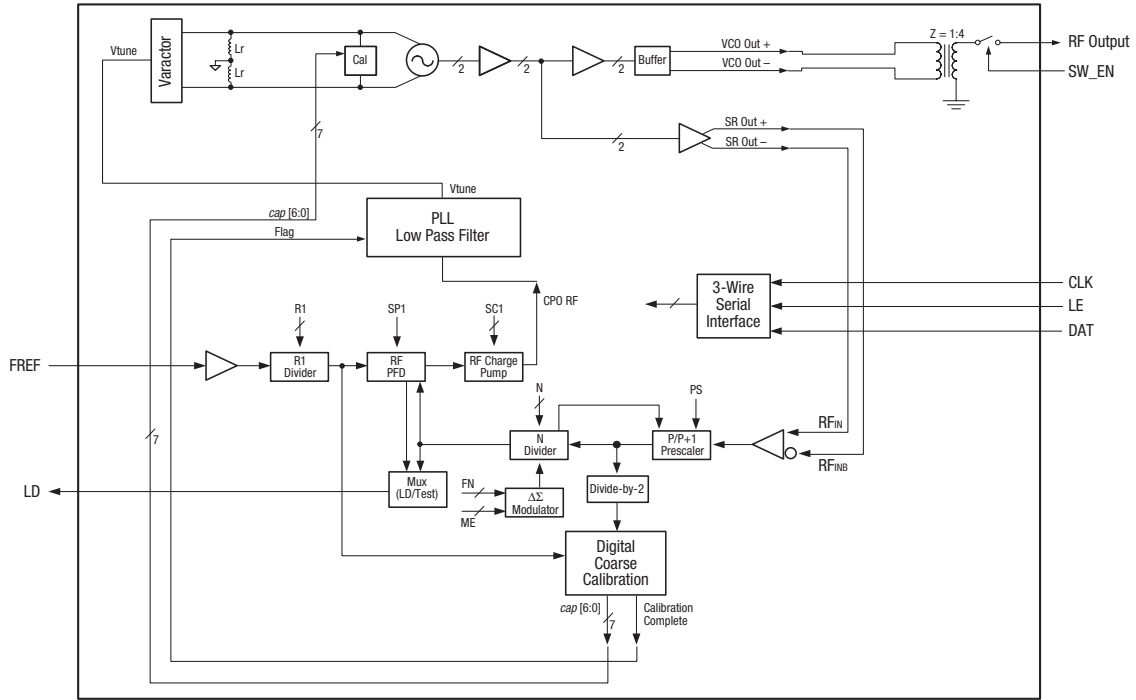 Z = 1:4
Vtune
Varactor
Lr
Lr
Cal
2
2
2
Buffer
VCO Out +
VCO Out –
RF Output
SW_EN
7
2
SR Out +
SR Out –
Vtune
cap [6:0]
Flag
PLL
Low Pass Filter
CPO RF
3-Wire
Serial
Interface
CLK
LE
DAT
R1
SP1
SC1
FREF
R1
Divider
RF
PFD
RF Charge
Pump
N
PS
7
N
Divider
P/P+1
Prescaler
RFIN
RFINB
LD
Mux
(LD/Test)
FN
ME
ΔΣ
Modulator
Divide-by-2
Digital
Coarse
Calibration
cap [6:0]
7
Calibration
Complete